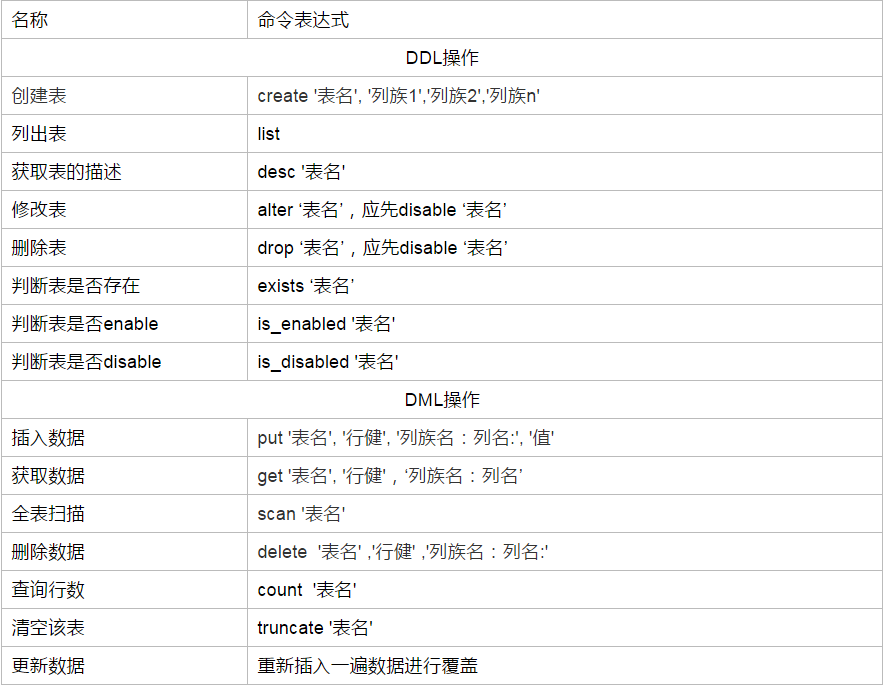 名称 命令表达式
DDL操作
创建表 create '表名', '列族1','列族2','列族n'
列出表 list
获取表的描述 desc '表名'
修改表 alter ‘表名’，应先disable ‘表名’
删除表 drop ‘表名’，应先disable ‘表名’
判断表是否存在 exists ‘表名’
判断表是否enable is_enabled '表名'
判断表是否disable is_disabled '表名'
DML操作
插入数据 put '表名', '行健', '列族名：列名:', '值'
获取数据 get '表名', '行健'，‘列族名：列名’
全表扫描 scan '表名'
删除数据 delete  '表名' ,'行健' ,'列族名：列名:'
查询行数 count  '表名'
清空该表 truncate '表名'
更新数据 重新插入一遍数据进行覆盖